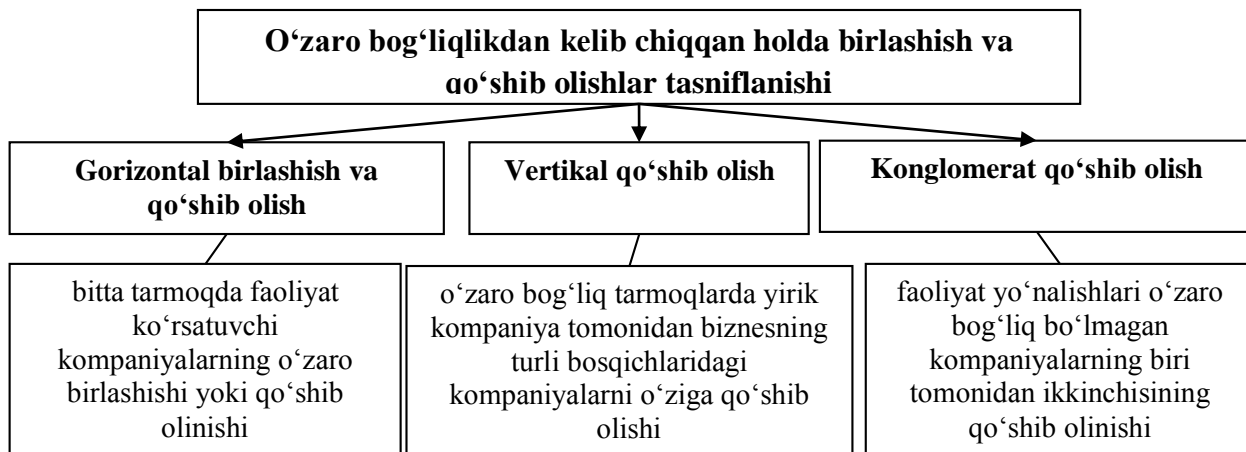 O‘zaro bog‘liqlikdan kelib chiqqan holda birlashish va
qo‘shib olishlar tasniflanishi
Gorizontal birlashish va
qo‘shib olish
Vertikal qo‘shib olish
Konglomerat qo‘shib olish
bitta tarmoqda faoliyat
ko‘rsatuvchi
kompaniyalarning o‘zaro
birlashishi yoki qo‘shib
olinishi
o‘zaro bog‘liq tarmoqlarda yirik
kompaniya tomonidan biznesning
turli bosqichlaridagi
kompaniyalarni o‘ziga qo‘shib
olishi
faoliyat yo‘nalishlari o‘zaro
bog‘liq bo‘lmagan
kompaniyalarning biri
tomonidan ikkinchisining
qo‘shib olinishi